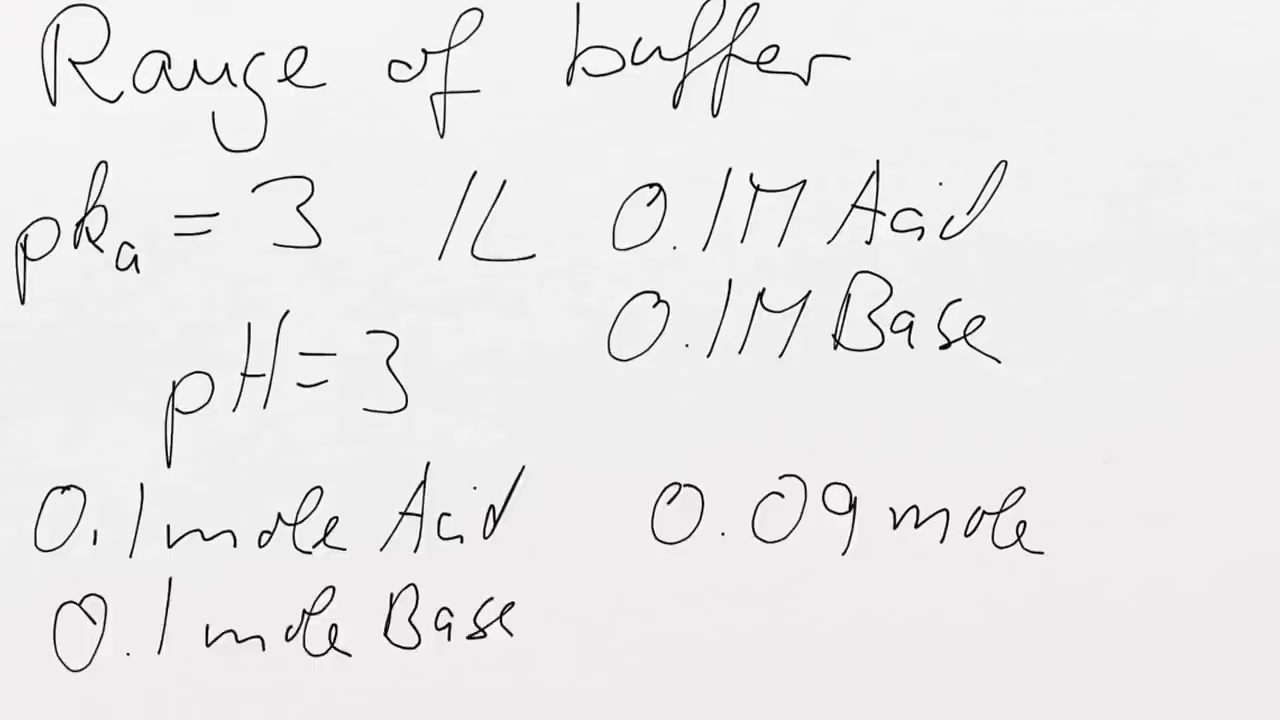 Range of buffer
pka = 3 1L 0.1M Acid
0.1M Base
pH = 3
0.1 mole Acid 0.09 mole
0.1 mole Base